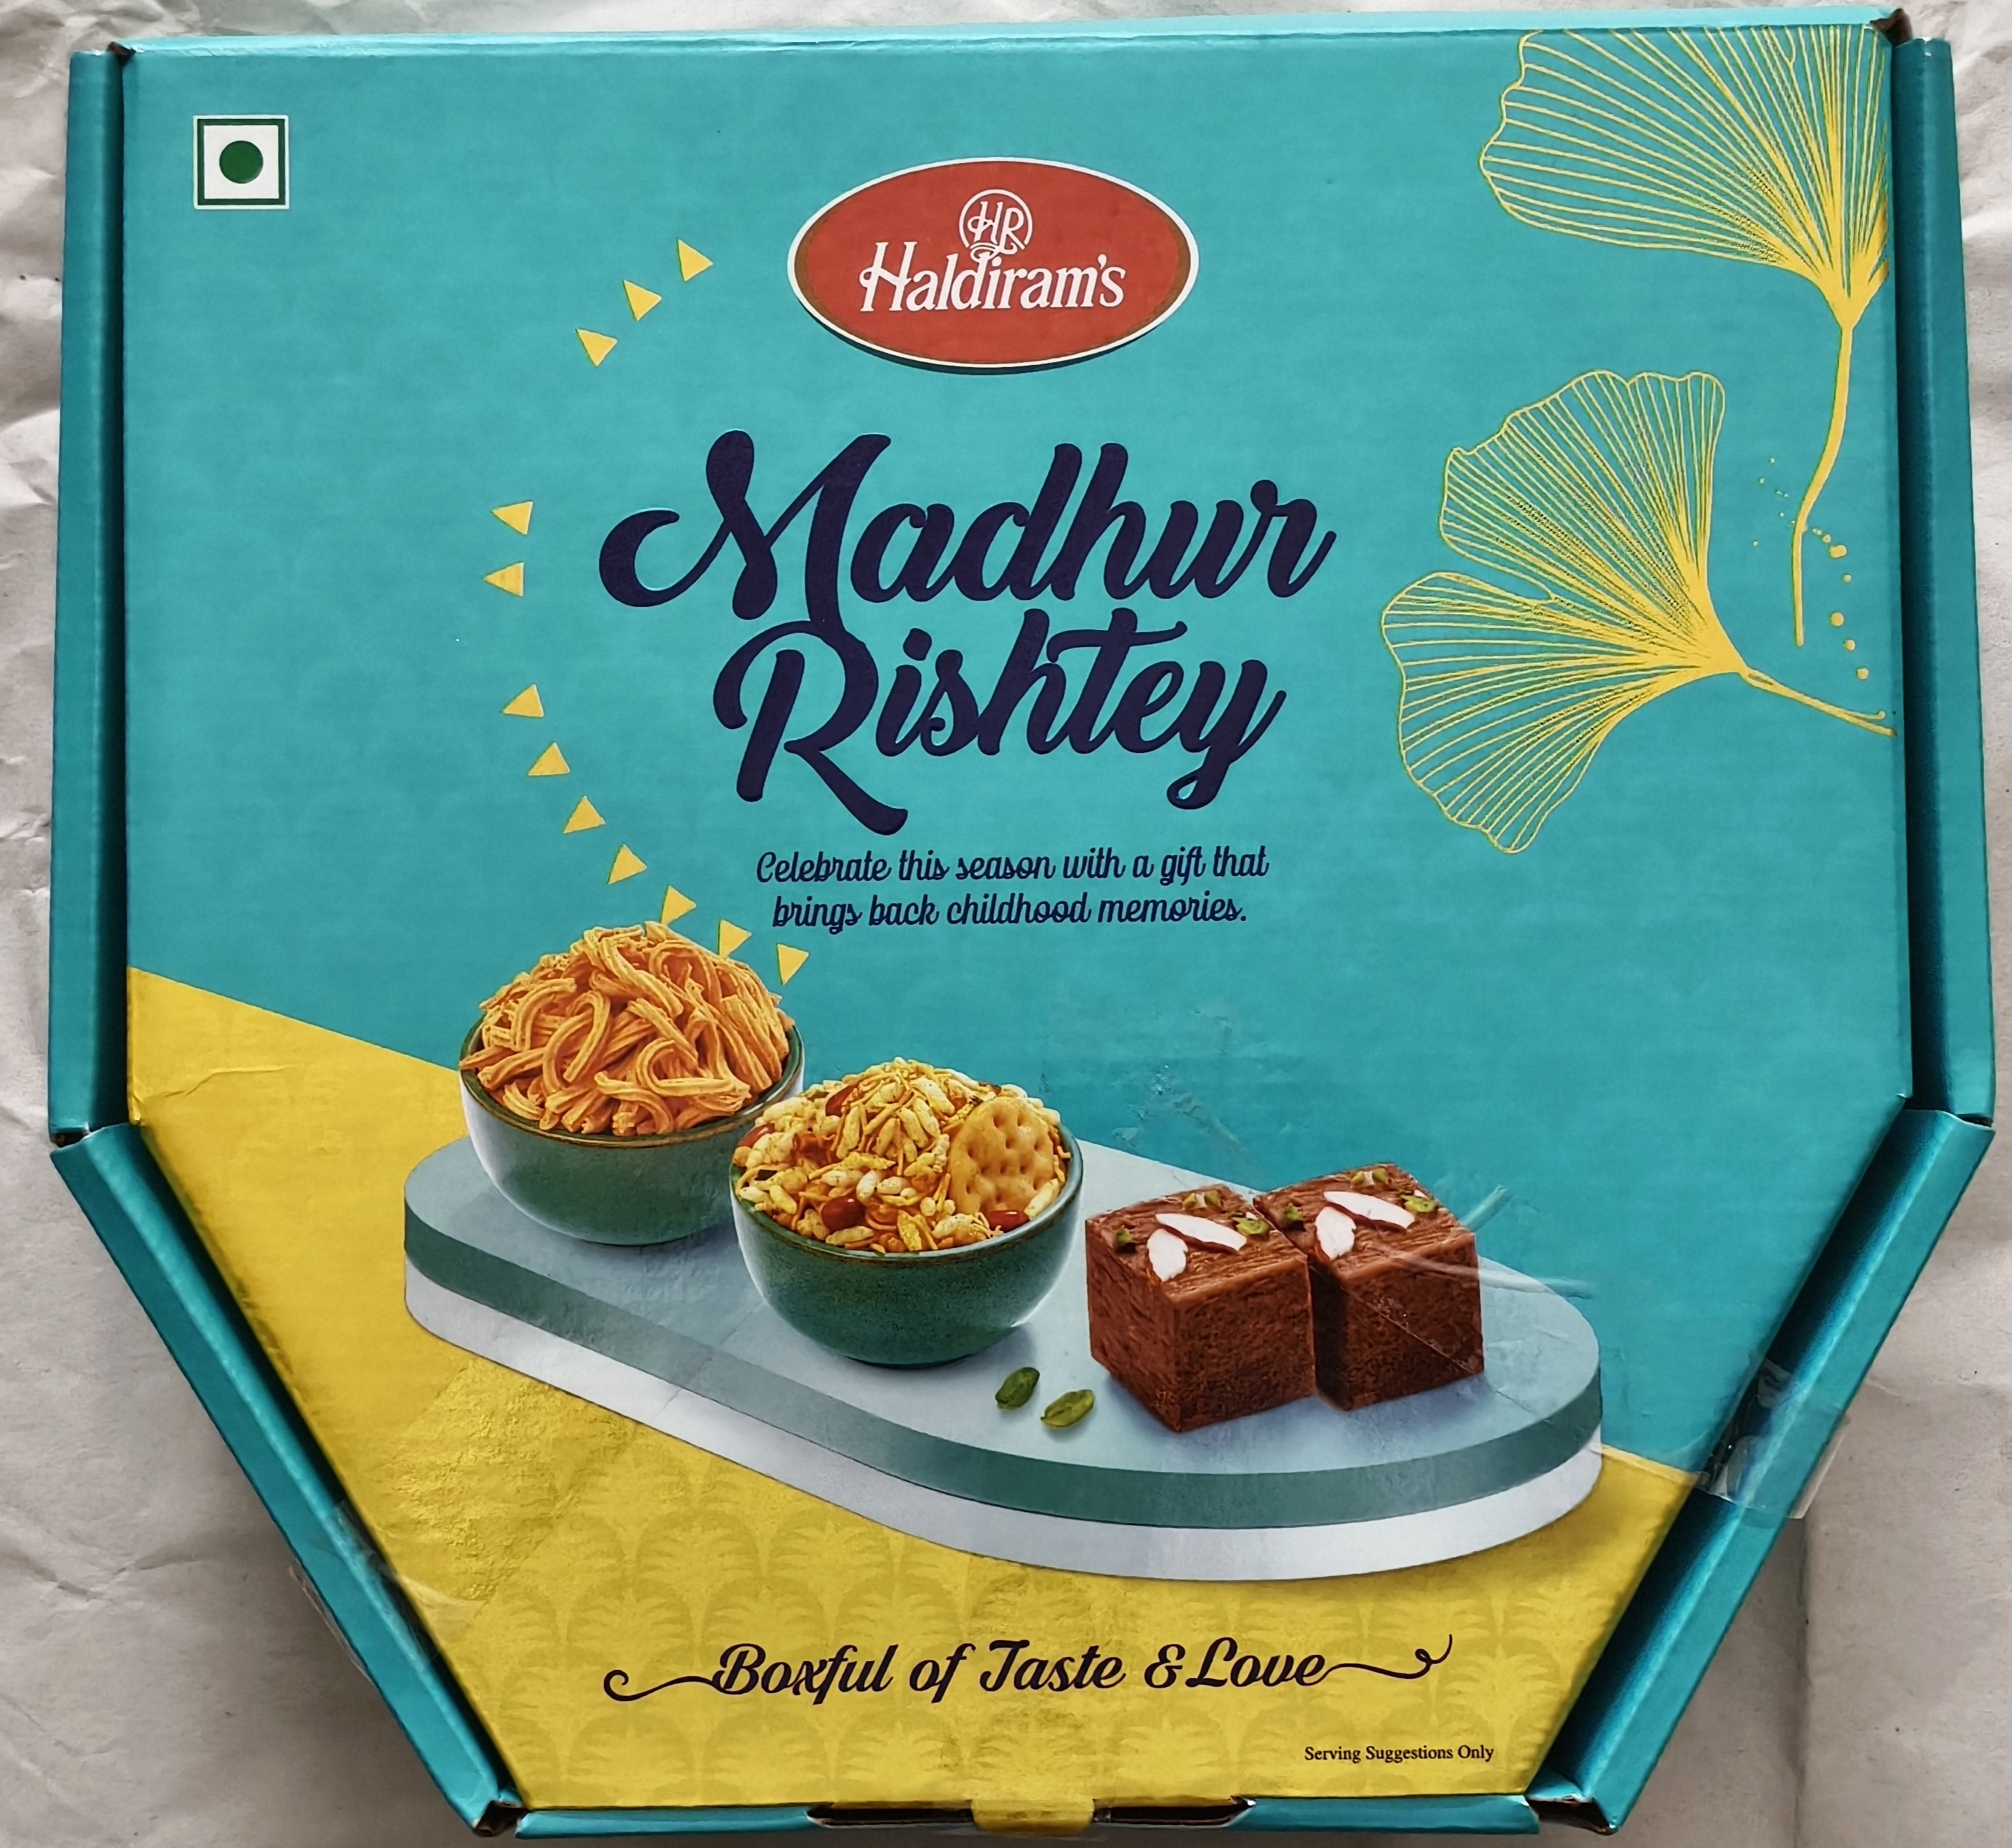 HR
Haldiram's
Madhur
Rishtey
Celebrate this season with a gift that
brings back childhood memories.
Boxful of Taste & Love
Serving Suggestions Only